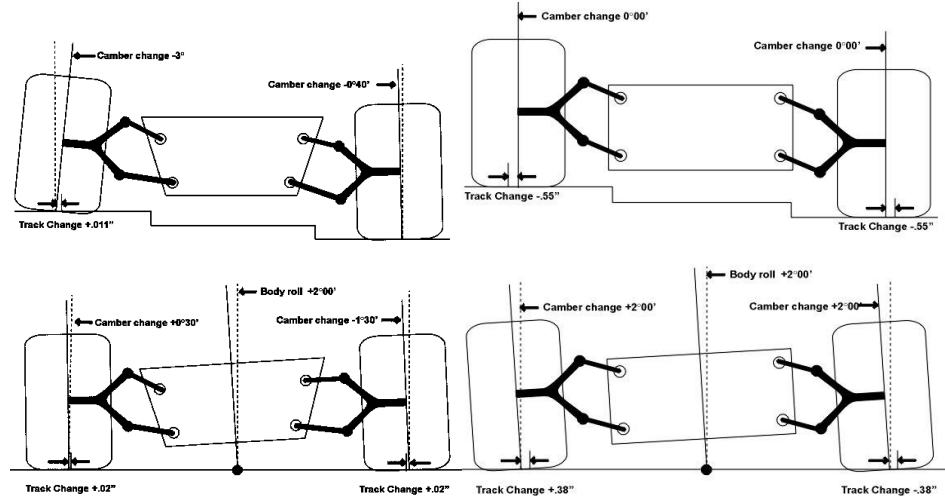 Camber change 0°00'
Camber change 0°00'
Camber change -3°
Camber change -0°40'
Track Change -.55"
Track Change +.011"
Track Change -.55"
Body roll +2°00'
Body roll +2°00'
Camber change +0°30'
Camber change -1°30'
Camber change +2°00'
Camber change +2°00'
Track Change +.02"
Track Change +.02"
Track Change +.38"
Track Change -.38"